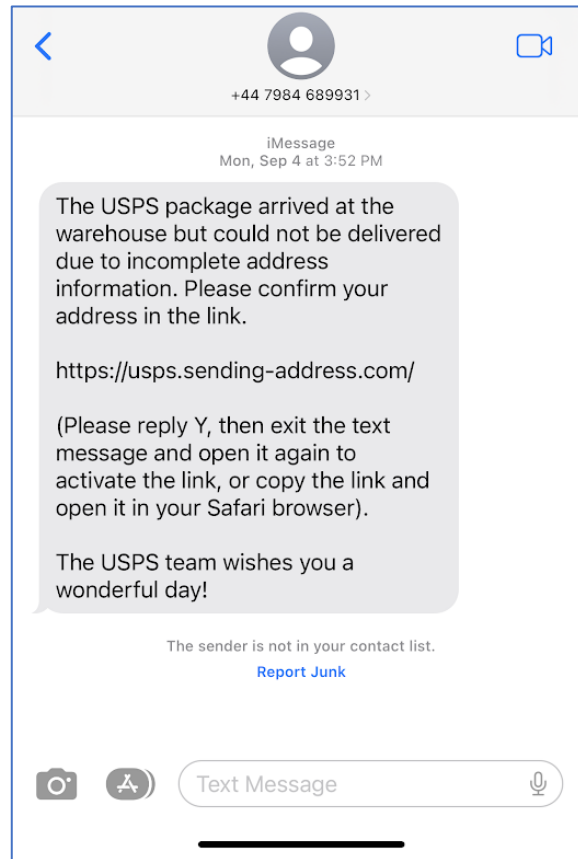 +44 7984 689931 >
iMessage
Mon, Sep 4 at 3:52 PM
The USPS package arrived at the
warehouse but could not be delivered
due to incomplete address
information. Please confirm your
address in the link.
https://usps.sending-address.com/
(Please reply Y, then exit the text
message and open it again to
activate the link, or copy the link and
open it in your Safari browser).
The USPS team wishes you a
wonderful day!
The sender is not in your contact list.
Report Junk
Text Message